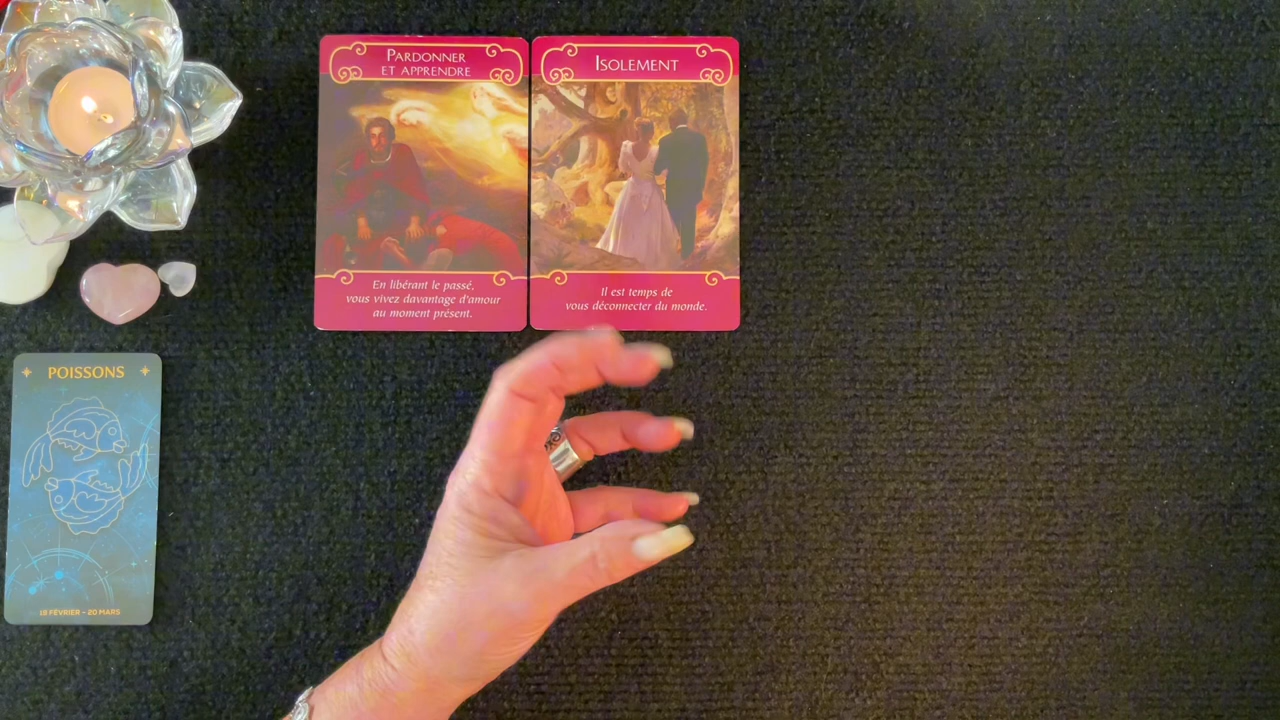 PARDONNER
ET APPRENDRE
En libérant le passé,
vous vivez davantage d'amour
au moment présent.
ISOLEMENT
Il est temps de
vous déconnecter du monde.
POISSONS
19 FÉVRIER - 20 MARS